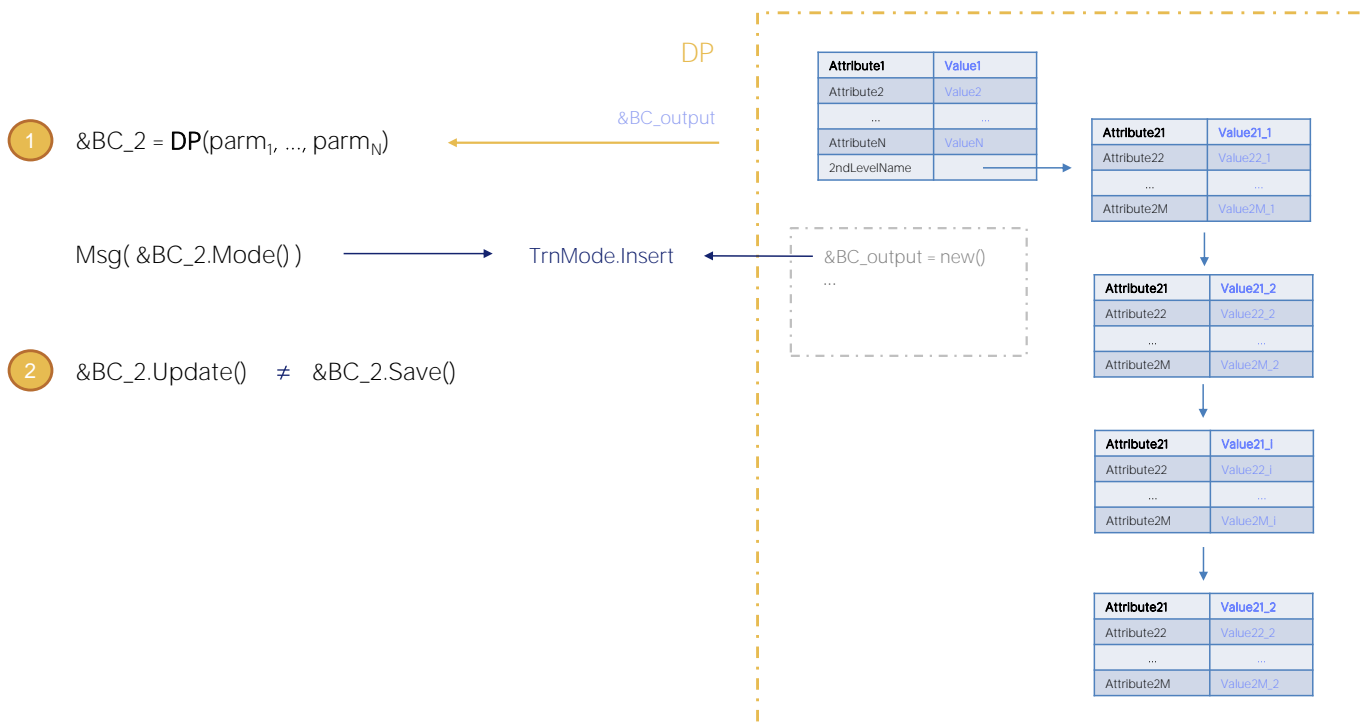 DP
&BC_output
1
&BC_2 = DP(parm1, ..., parmN)
Msg( &BC_2.Mode() )
TrnMode.Insert
2
&BC_2.Update() ≠ &BC_2.Save()
Attribute1 Value1
Attribute2 Value2
... ...
AttributeN ValueN
2ndLevelName
&BC_output = new()
...
Attribute21 Value21_1
Attribute22 Value22_1
... ...
Attribute2M Value2M_1
Attribute21 Value21_2
Attribute22 Value22_2
... ...
Attribute2M Value2M_2
Attribute21 Value21_i
Attribute22 Value22_i
... ...
Attribute2M Value2M_i
Attribute21 Value21_2
Attribute22 Value22_2
... ...
Attribute2M Value2M_2